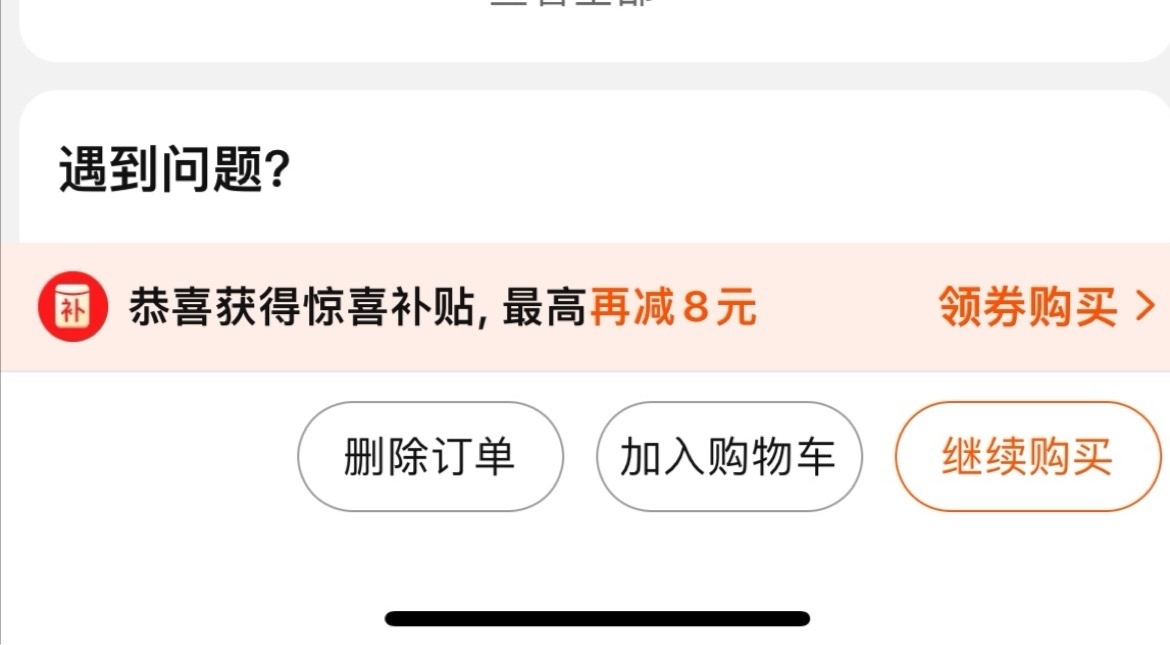 遇到问题?
补 恭喜获得惊喜补贴, 最高再减8元 领券购买 >
删除订单 加入购物车 继续购买